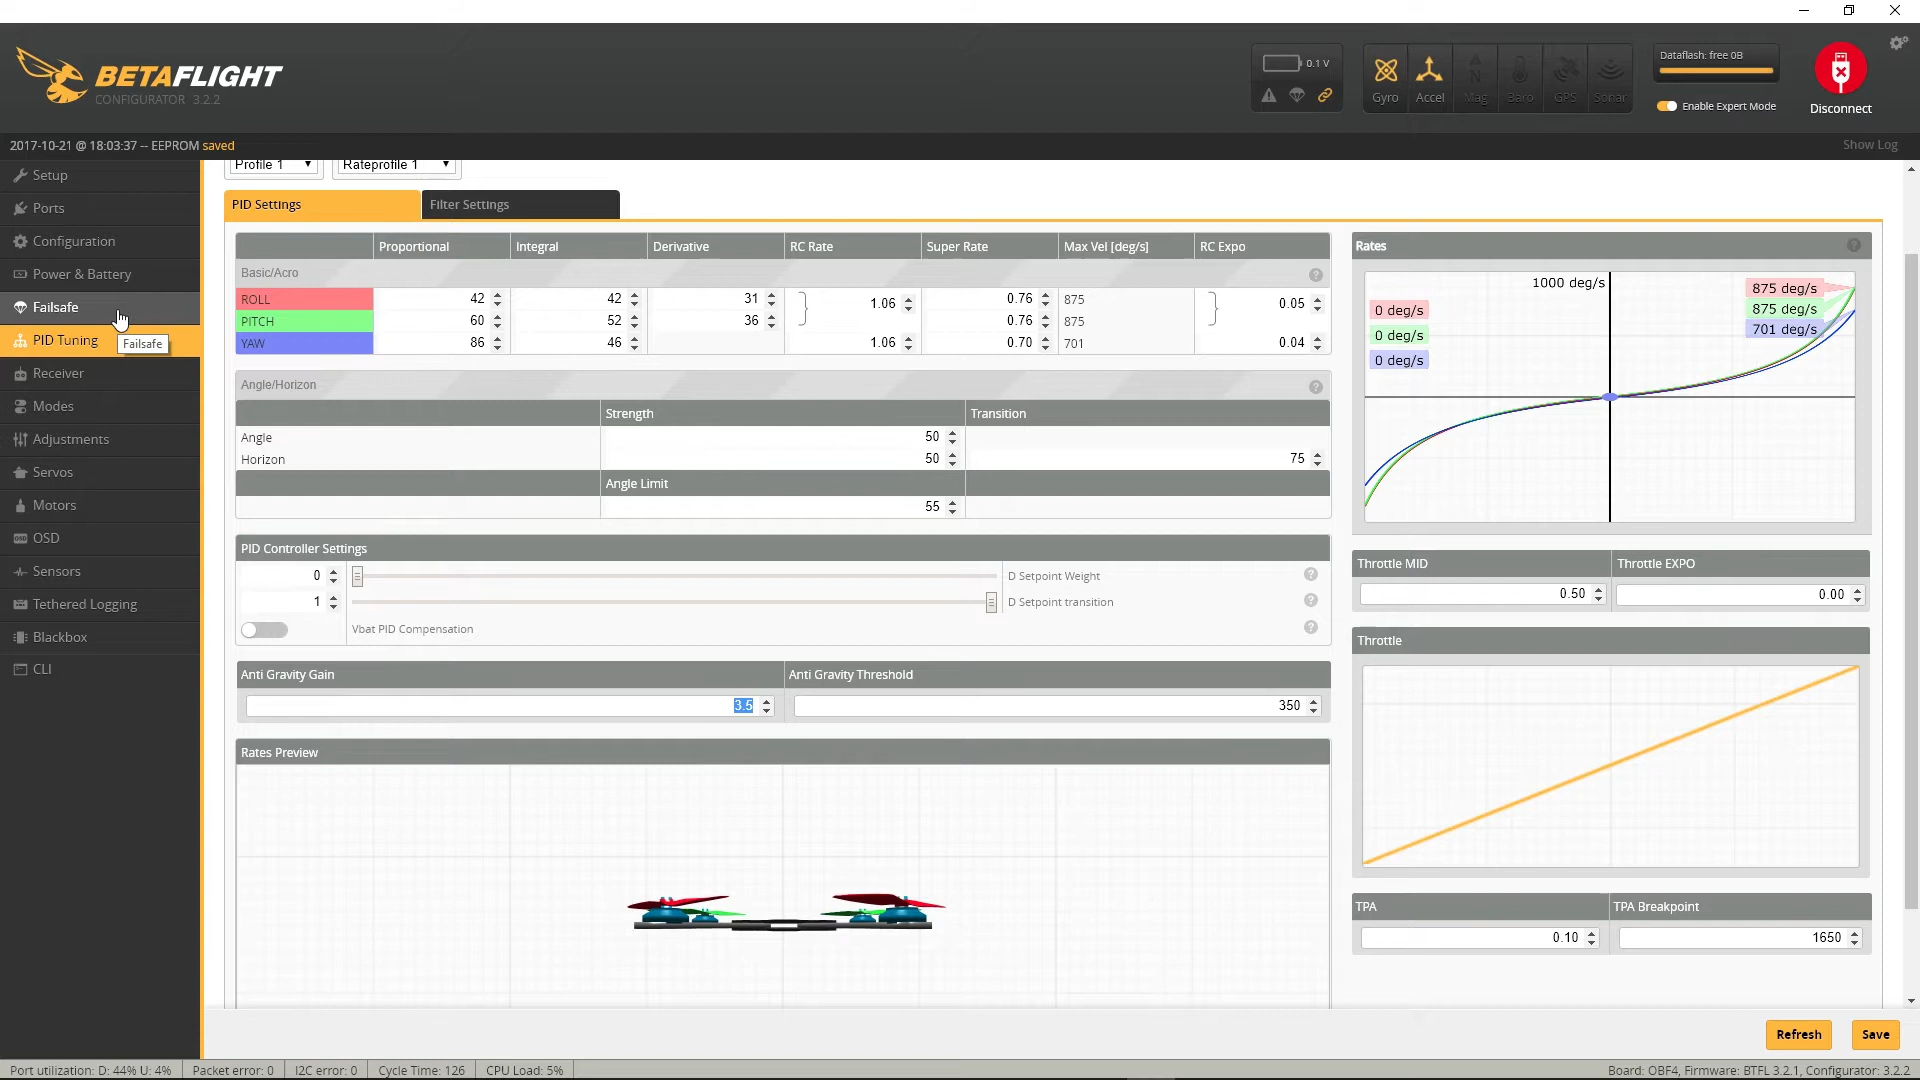 BETAFLIGHT
CONFIGURATOR 3.2.2
0.1 V
Gyro
Accel
Mag
Baro
GPS
Sonar
Dataflash: free 0B
Enable Expert Mode
Disconnect
2017-10-21 @ 18:03:37 -- EEPROM saved
Show Log
Setup
Ports
Configuration
Power & Battery
Failsafe
PID Tuning
Failsafe
Receiver
Modes
Adjustments
Servos
Motors
OSD
Sensors
Tethered Logging
Blackbox
CLI
Profile 1
Rateprofile 1
PID Settings
Filter Settings
Proportional Integral Derivative RC Rate Super Rate Max Vel [deg/s] RC Expo
Basic/Acro
ROLL 42 42 31 1.06 0.76 875 0.05
PITCH 60 52 36 0.76 875
YAW 86 46 1.06 0.70 701 0.04
Angle/Horizon
Strength Transition
Angle 50
Horizon 50 75
Angle Limit
55
PID Controller Settings
0 D Setpoint Weight
1 D Setpoint transition
Vbat PID Compensation
Anti Gravity Gain Anti Gravity Threshold
3.5 350
Rates Preview
Rates
1000 deg/s
0 deg/s
0 deg/s
0 deg/s
875 deg/s
875 deg/s
701 deg/s
Throttle MID Throttle EXPO
0.50 0.00
Throttle
TPA TPA Breakpoint
0.10 1650
Refresh
Save
Port utilization: D: 44% U: 4% Packet error: 0 I2C error: 0 Cycle Time: 126 CPU Load: 5% Board: OBF4, Firmware: BTFL 3.2.1, Configurator: 3.2.2